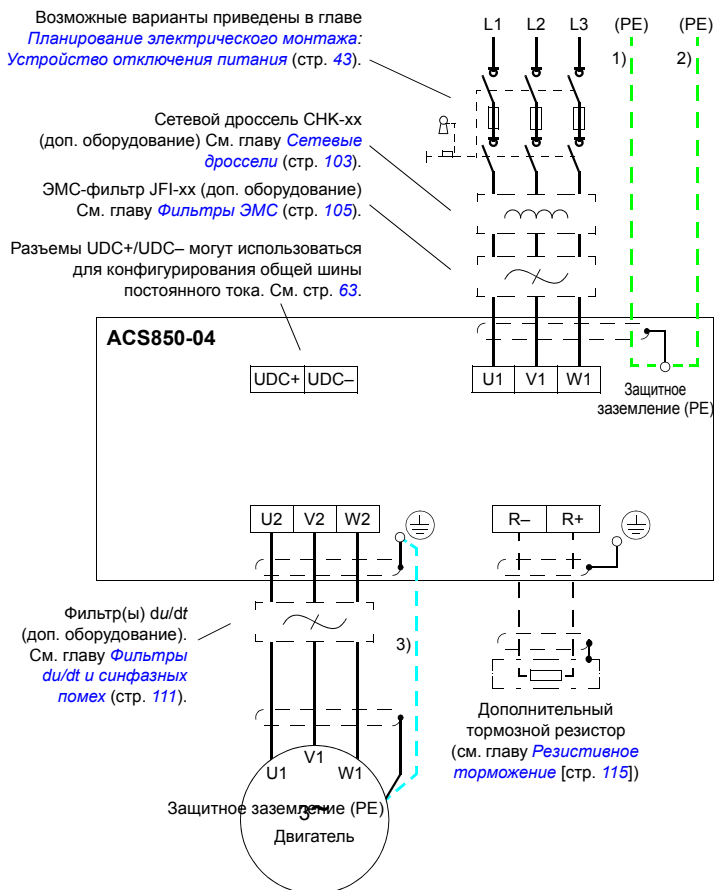 Возможные варианты приведены в главе
Планирование электрического монтажа:
Устройство отключения питания (стр. 43).
L1 L2 L3 (PE) (PE)
1) 2)
Сетевой дроссель CHK-xx
(доп. оборудование) См. главу Сетевые
дроссели (стр. 103).
ЭМС-фильтр JFI-xx (доп. оборудование)
См. главу Фильтры ЭМС (стр. 105).
Разъемы UDC+/UDC– могут использоваться
для конфигурирования общей шины
постоянного тока. См. стр. 63.
ACS850-04
UDC+ UDC–
U1 V1 W1
Защитное
заземление (PE)
U2 V2 W2
R– R+
Фильтр(ы) du/dt
(доп. оборудование).
См. главу Фильтры
du/dt и синфазных
помех (стр. 111).
3)
Дополнительный
тормозной резистор
(см. главу Резистивное
торможение [стр. 115])
U1 V1 W1
Защитное заземление (PE)
3~
Двигатель